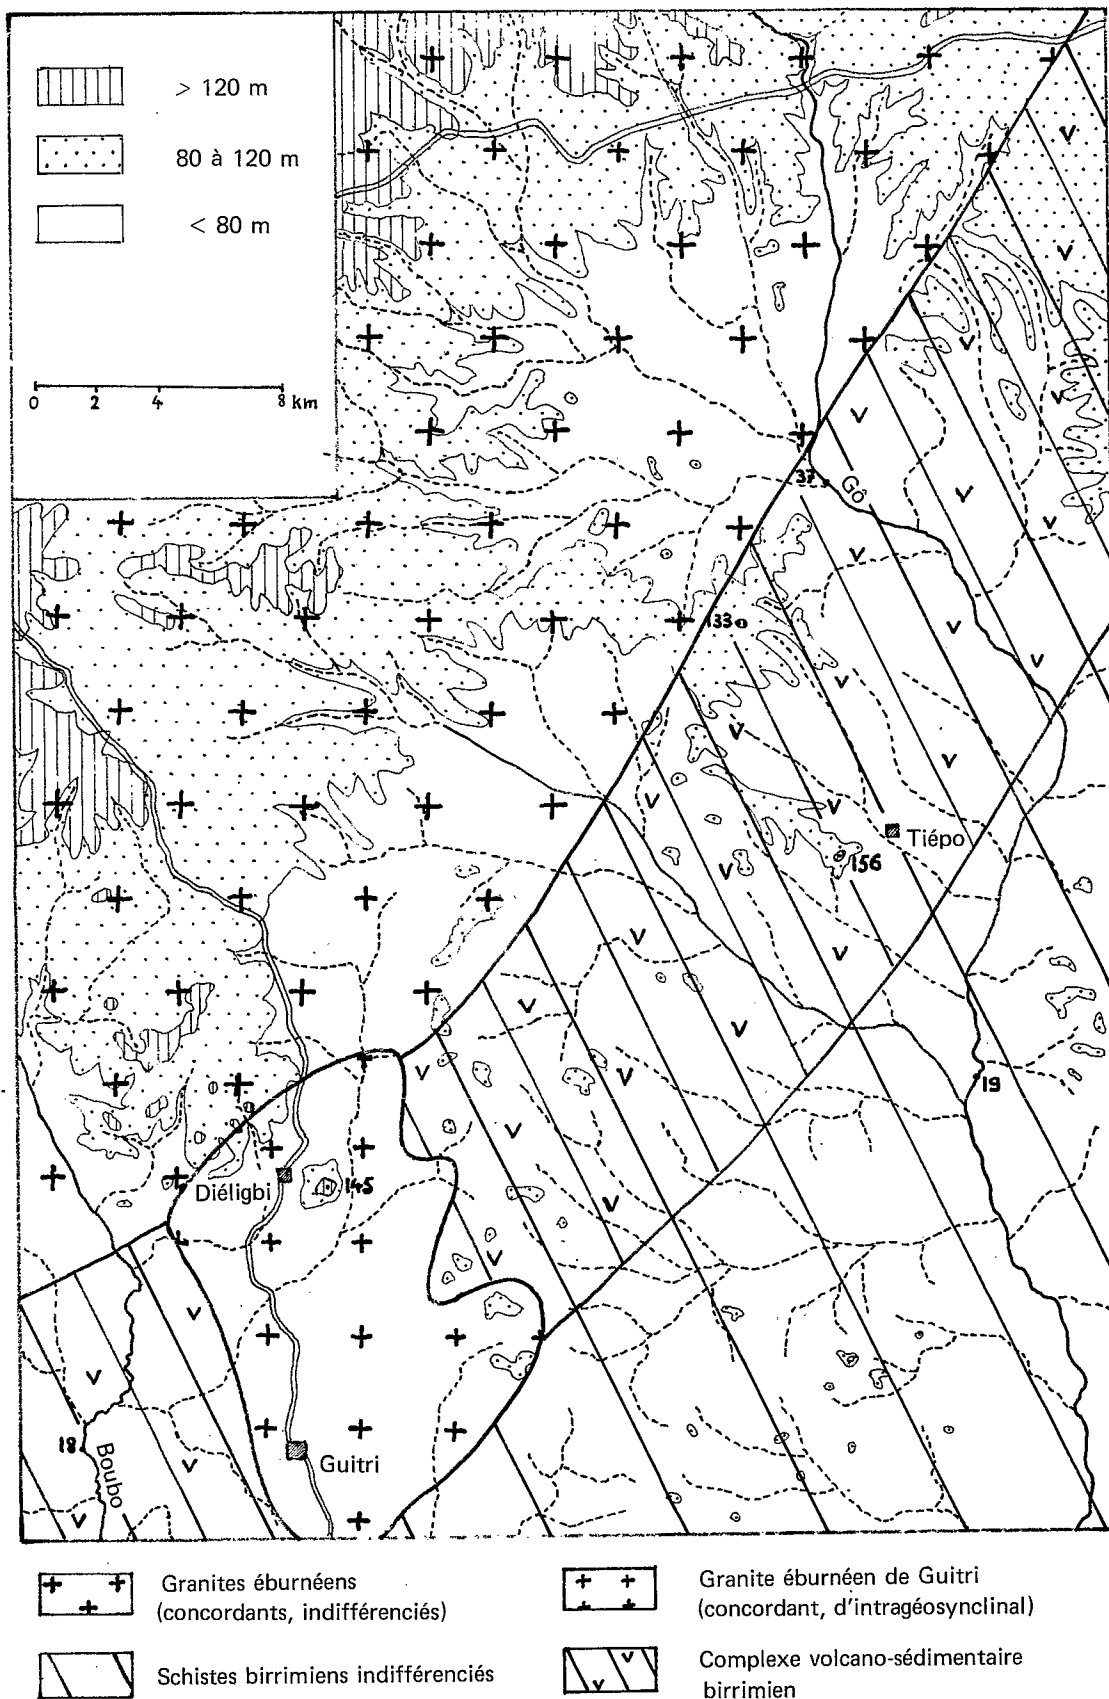 > 120 m
80 à 120 m
< 80 m
0 2 4 8 km
37
Gô
133
Tiépo
156
19
Diéligbi
145
18
Boubo
Guitri
Granites éburnéens
(concordants, indifférenciés)
Granite éburnéen de Guitri
(concordant, d'intragéosynclinal)
Schistes birrimiens indifférenciés
Complexe volcano-sédimentaire
birrimien